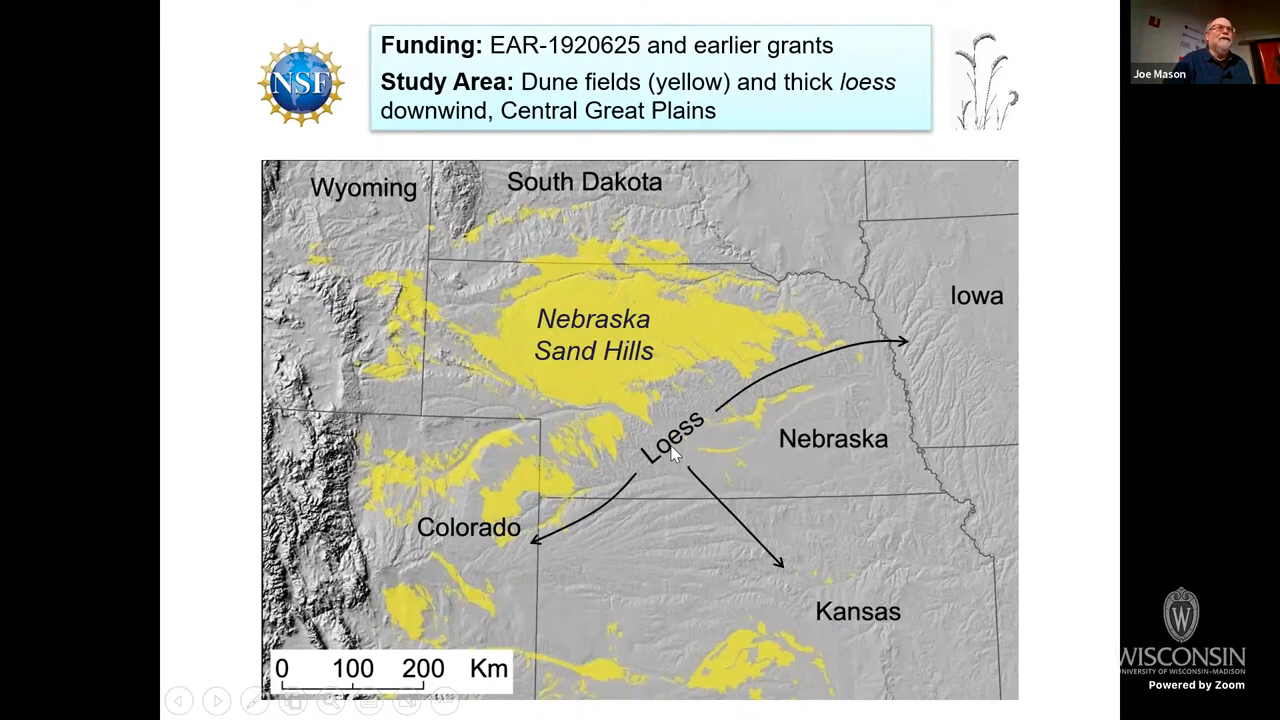 Funding: EAR-1920625 and earlier grants
Study Area: Dune fields (yellow) and thick loess
downwind, Central Great Plains
NSF
Joe Mason
Wyoming
South Dakota
Iowa
Nebraska
Sand Hills
Loess
Nebraska
Colorado
Kansas
0 100 200 Km
W
WISCONSIN
UNIVERSITY OF WISCONSIN–MADISON
Powered by Zoom